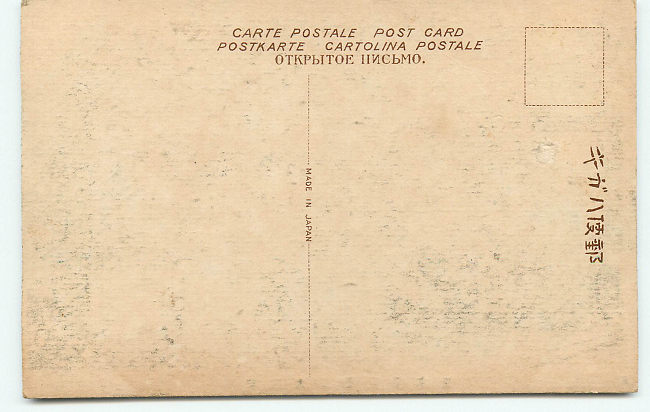 CARTE POSTALE POST CARD
POSTKARTE CARTOLINA POSTALE
ОТКРЫТОЕ ПИСЬМО.
MADE IN JAPAN
郵便ハガキ